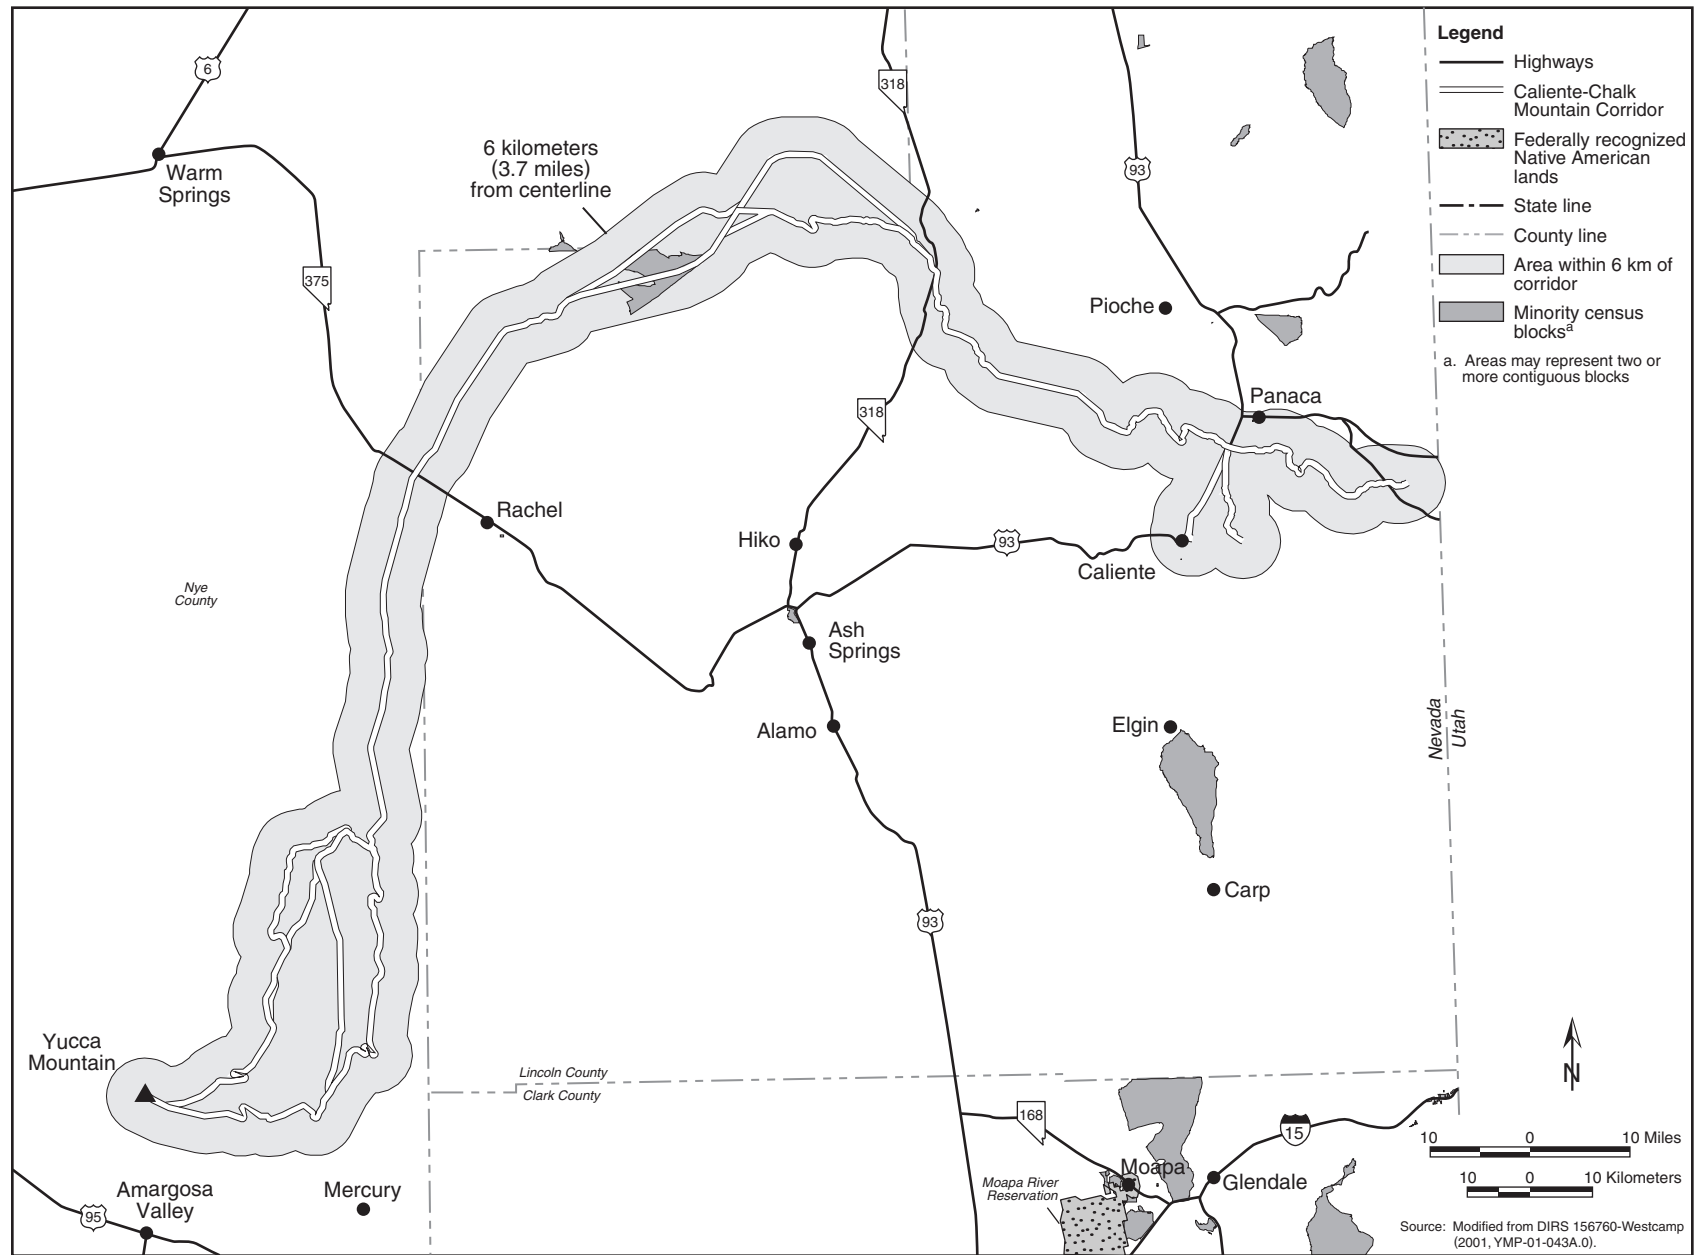 Legend
Highways
Caliente-Chalk
Mountain Corridor
Federally recognized
Native American
lands
State line
County line
Area within 6 km of
corridor
Minority census
blocksa
a. Areas may represent two or
more contiguous blocks
6
318
93
6 kilometers
(3.7 miles)
from centerline
Warm
Springs
375
Pioche
318
Panaca
Rachel
Hiko
93
Caliente
Nye
County
Ash
Springs
Alamo
Elgin
Nevada
Utah
Carp
93
Yucca
Mountain
Lincoln County
Clark County
N
168
15
10 0 10 Miles
10 0 10 Kilometers
Moapa
Glendale
Moapa River
Reservation
Amargosa
Valley
Mercury
95
Source: Modified from DIRS 156760-Westcamp
(2001, YMP-01-043A.0).